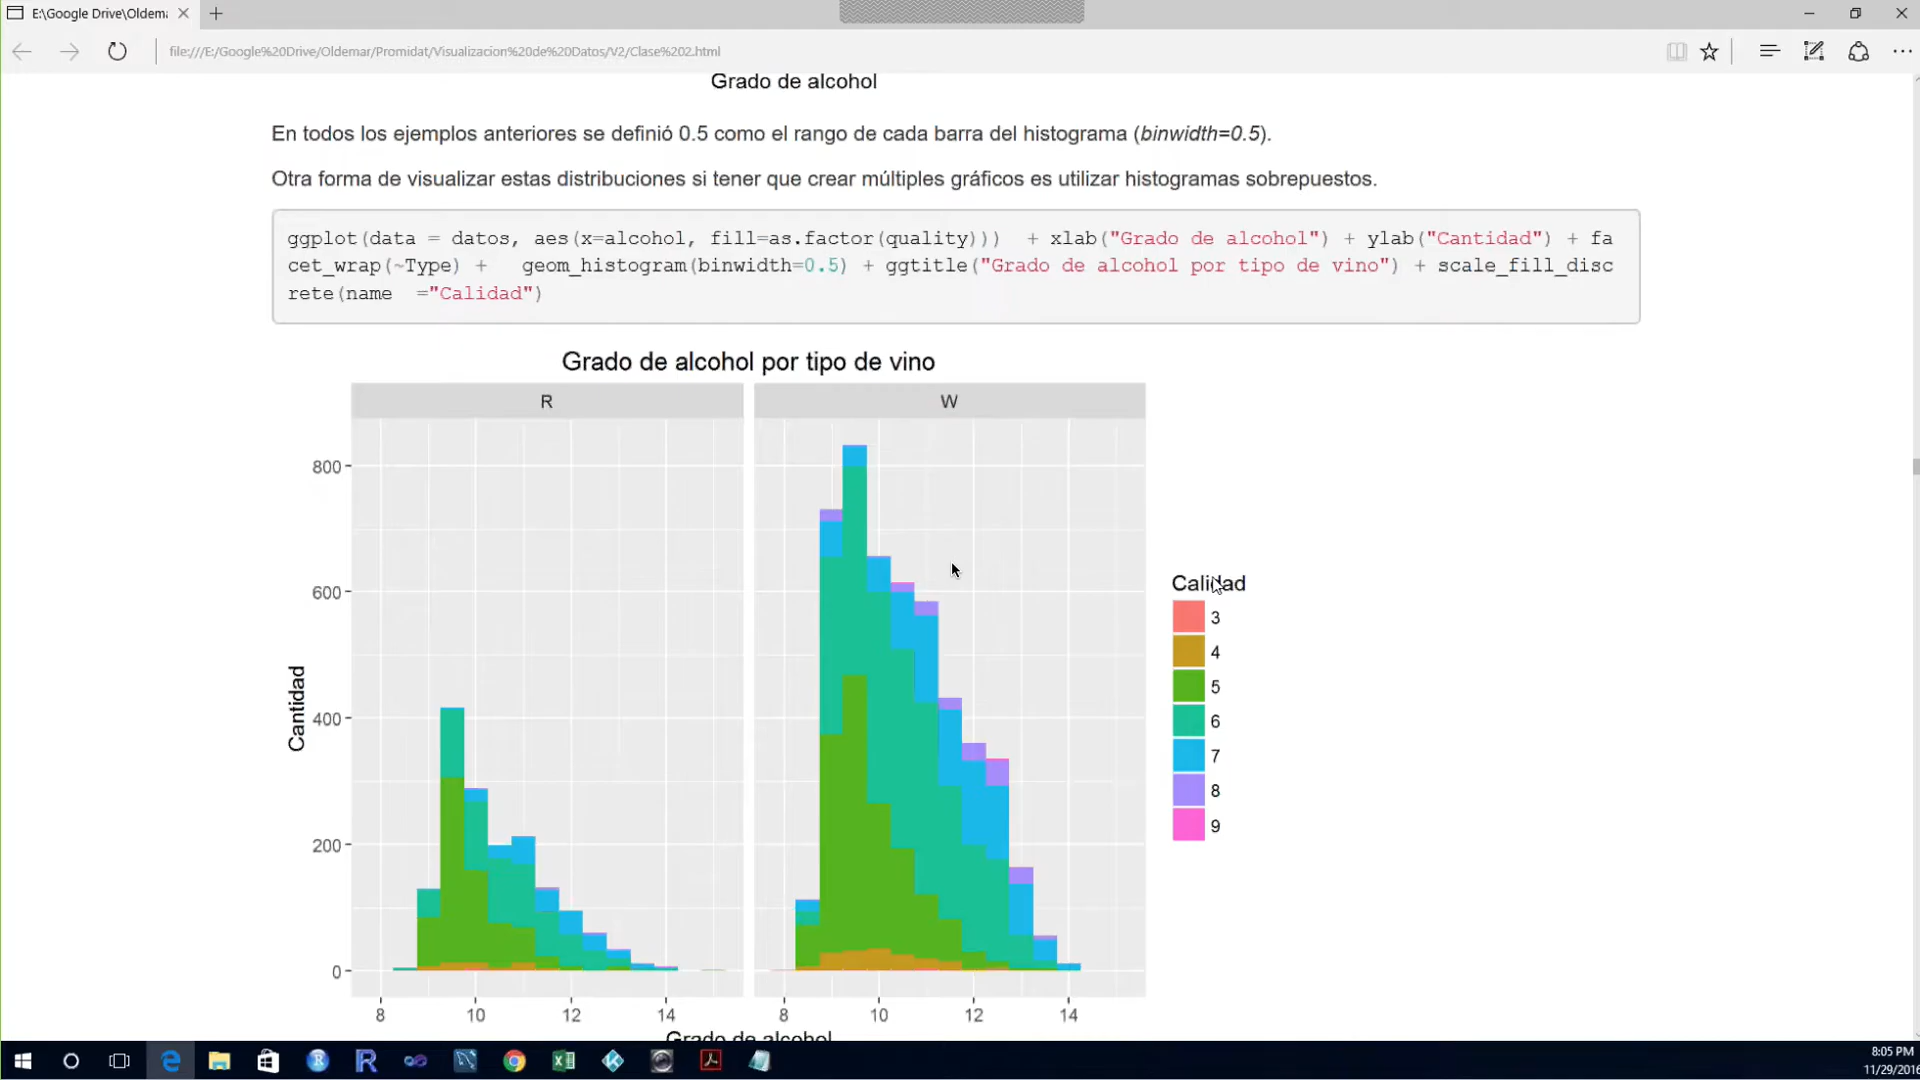 E:\Google Drive\Oldema
file:///E:/Google%20Drive/Oldemar/Promidat/Visualizacion%20de%20Datos/V2/Clase%202.html
Grado de alcohol
En todos los ejemplos anteriores se definió 0.5 como el rango de cada barra del histograma (binwidth=0.5).
Otra forma de visualizar estas distribuciones si tener que crear múltiples gráficos es utilizar histogramas sobrepuestos.
ggplot(data = datos, aes(x=alcohol, fill=as.factor(quality))) + xlab("Grado de alcohol") + ylab("Cantidad") + fa
cet_wrap(~Type) + geom_histogram(binwidth=0.5) + ggtitle("Grado de alcohol por tipo de vino") + scale_fill_disc
rete(name ="Calidad")
Grado de alcohol por tipo de vino
R W
800
600
400
200
0
Cantidad
8 10 12 14 8 10 12 14
Grado de alcohol
Calidad
3
4
5
6
7
8
9
8:05 PM
11/29/2016